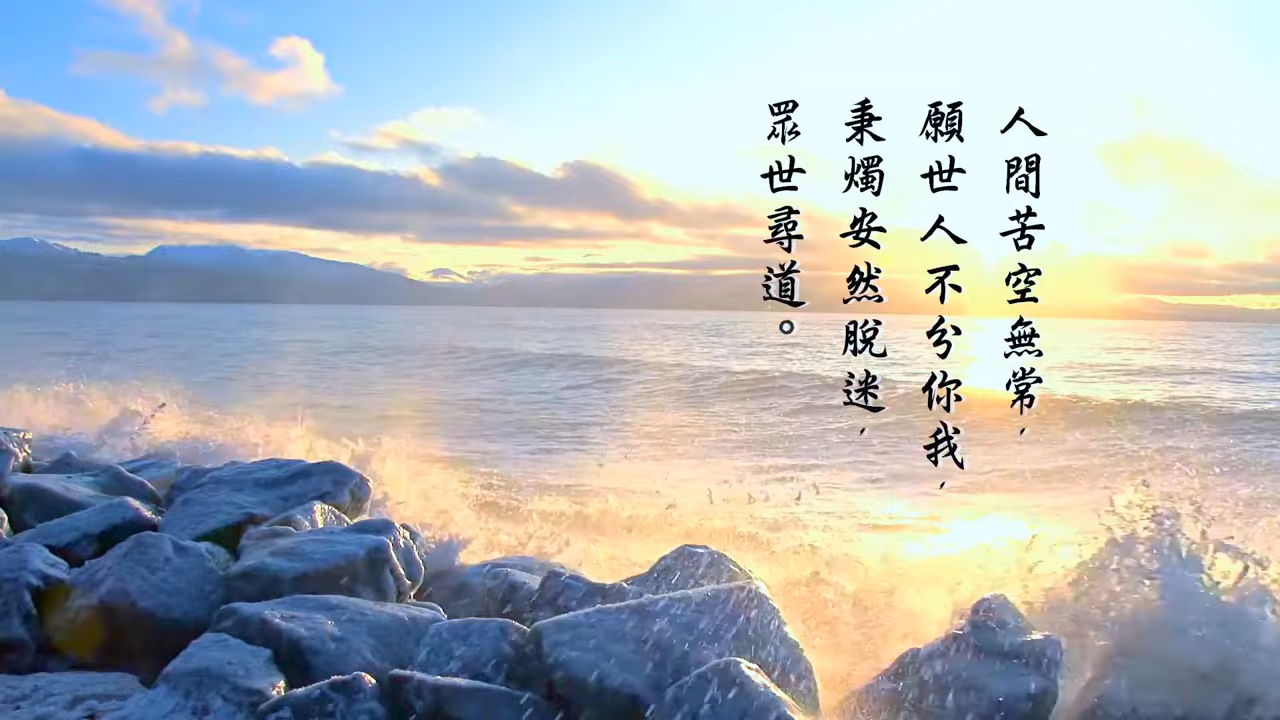 人間苦空無常，
願世人不分你我，
秉燭安然脫迷，
眾世尋道。